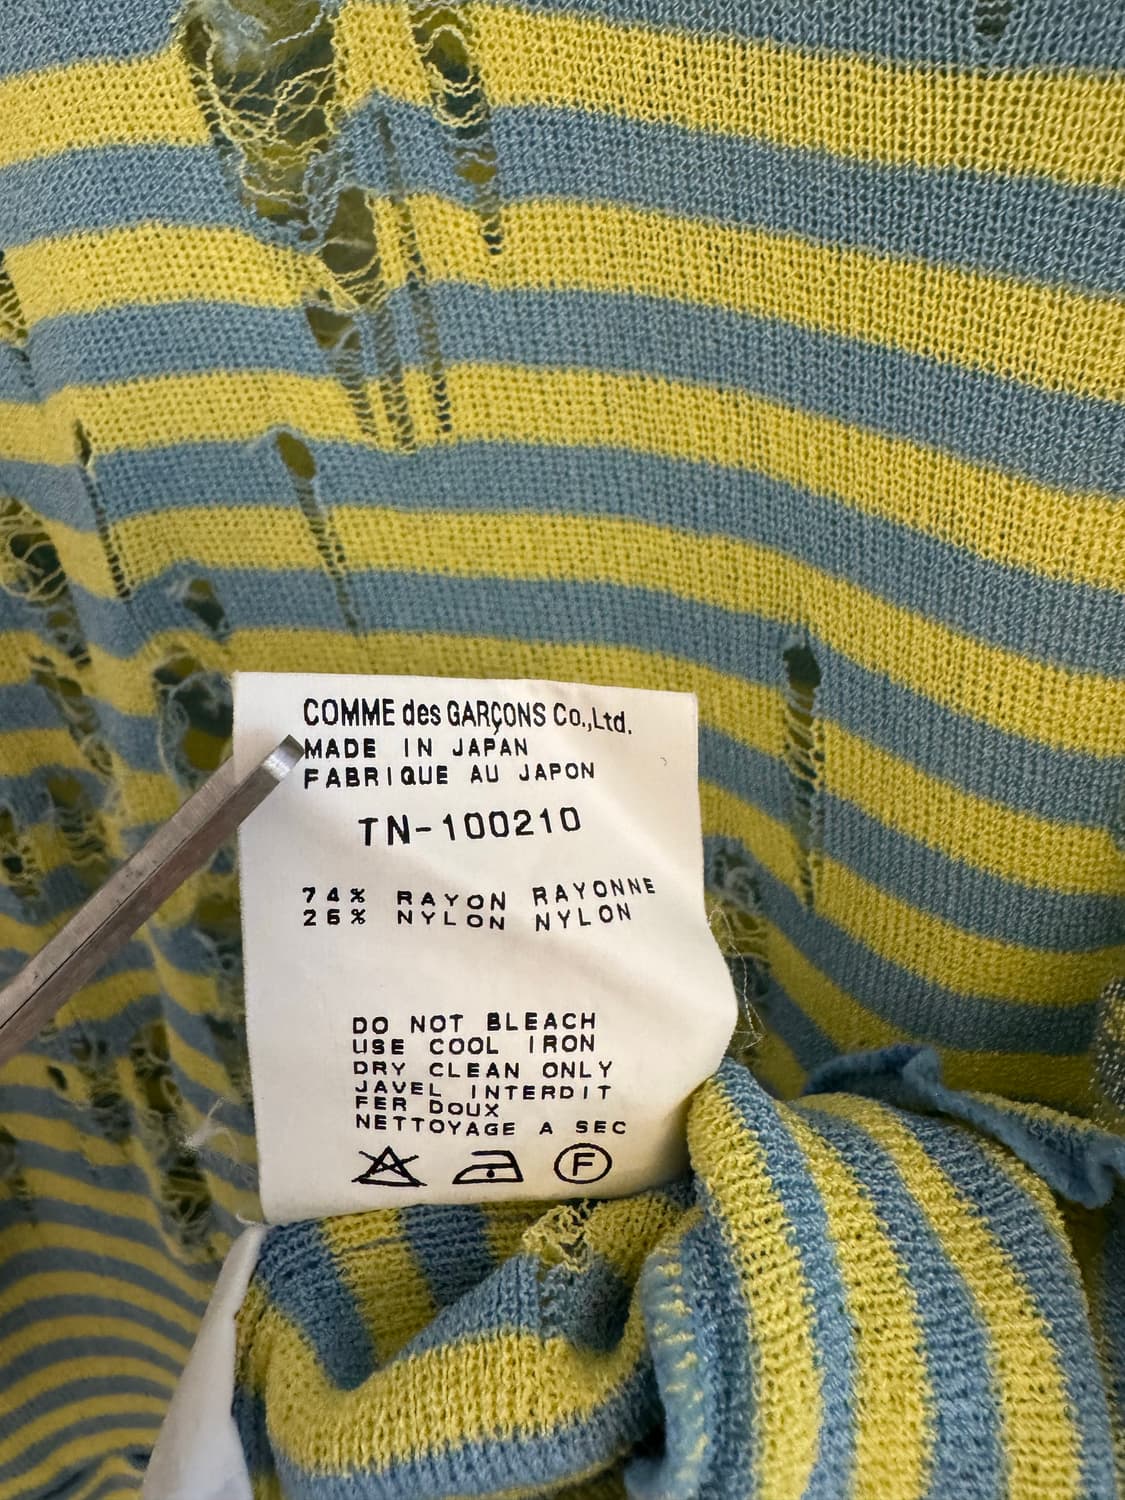 COMME des GARÇONS Co.,Ltd.
MADE IN JAPAN
FABRIQUE AU JAPON
TN-100210
74% RAYON RAYONNE
26% NYLON NYLON
DO NOT BLEACH
USE COOL IRON
DRY CLEAN ONLY
JAVEL INTERDIT
FER DOUX
NETTOYAGE A SEC
F